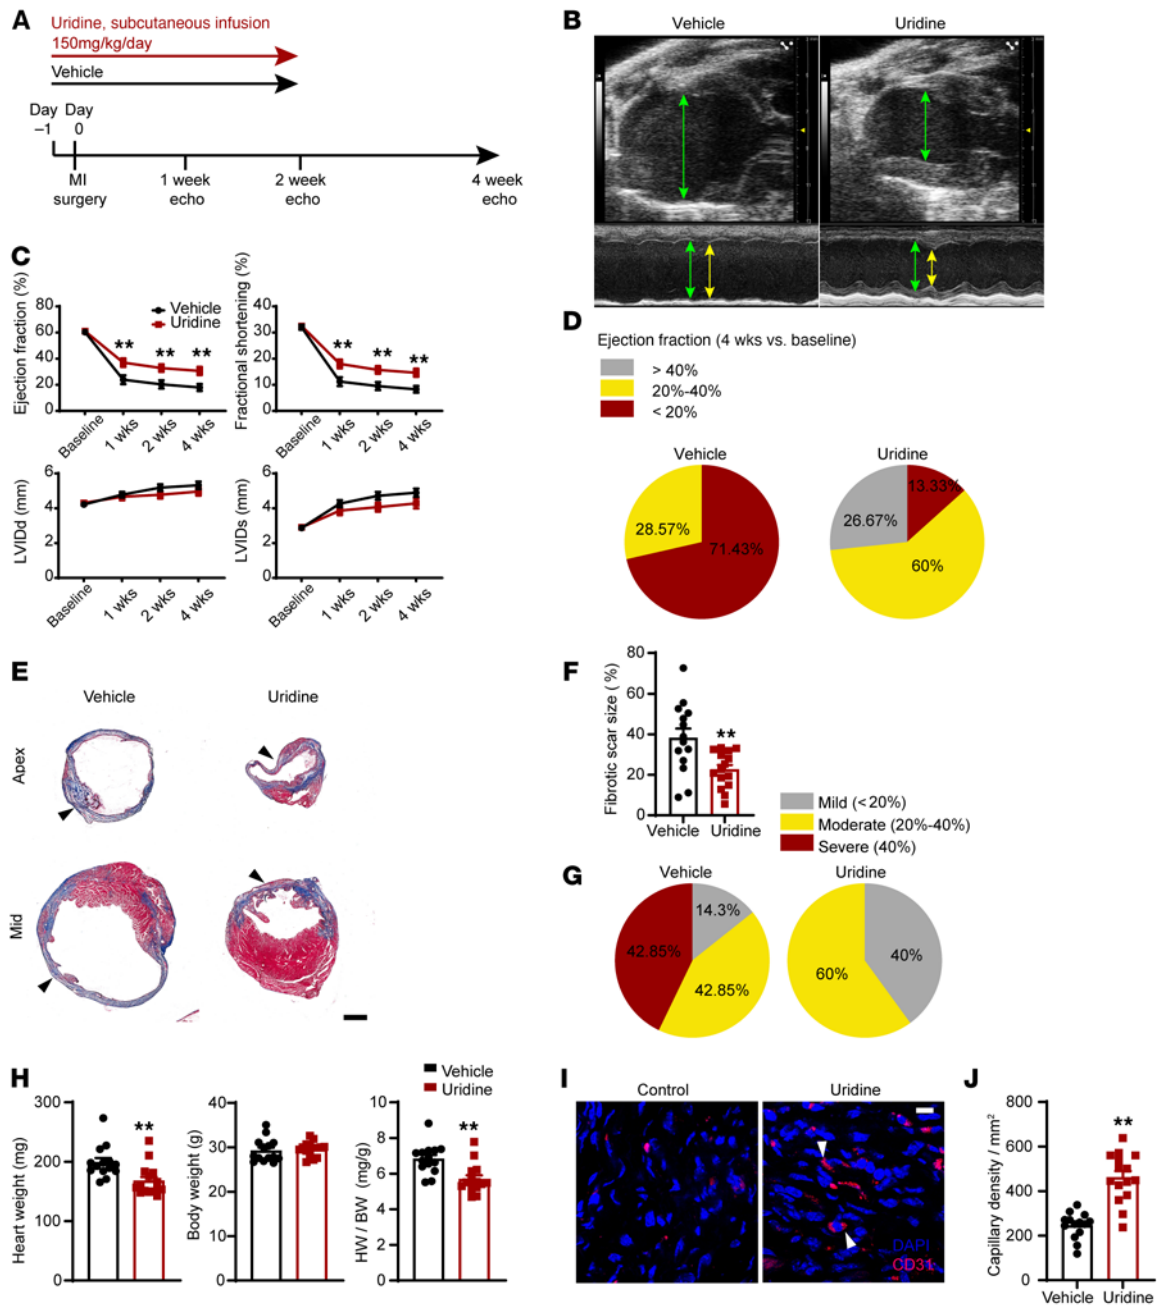 A
Uridine, subcutaneous infusion
150mg/kg/day
Vehicle
Day Day
–1 0
MI
surgery
1 week
echo
2 week
echo
4 week
echo
B
Vehicle
Uridine
C
Ejection fraction (%)
80
60
40
20
0
Vehicle
Uridine
** ** **
Baseline
1 wks
2 wks
4 wks
Fractional shortening (%)
40
30
20
10
0
** ** **
Baseline
1 wks
2 wks
4 wks
LVIDd (mm)
6
4
2
0
Baseline
1 wks
2 wks
4 wks
LVIDs (mm)
6
4
2
0
Baseline
1 wks
2 wks
4 wks
D
Ejection fraction (4 wks vs. baseline)
> 40%
20%-40%
< 20%
Vehicle
28.57%
71.43%
Uridine
13.33%
26.67%
60%
E
Vehicle
Uridine
Apex
Mid
F
Fibrotic scar size ( %)
80
60
40
20
0
**
Vehicle Uridine
Mild (<20%)
Moderate (20%-40%)
Severe (40%)
G
Vehicle
14.3%
42.85%
42.85%
Uridine
40%
60%
H
Vehicle
Uridine
Heart weight (mg)
300
200
100
0
**
Body weight (g)
40
30
20
10
0
HW / BW (mg/g)
10
8
6
4
2
0
**
I
Control
Uridine
DAPI
CD31
J
Capillary density / mm²
800
600
400
200
0
**
Vehicle Uridine